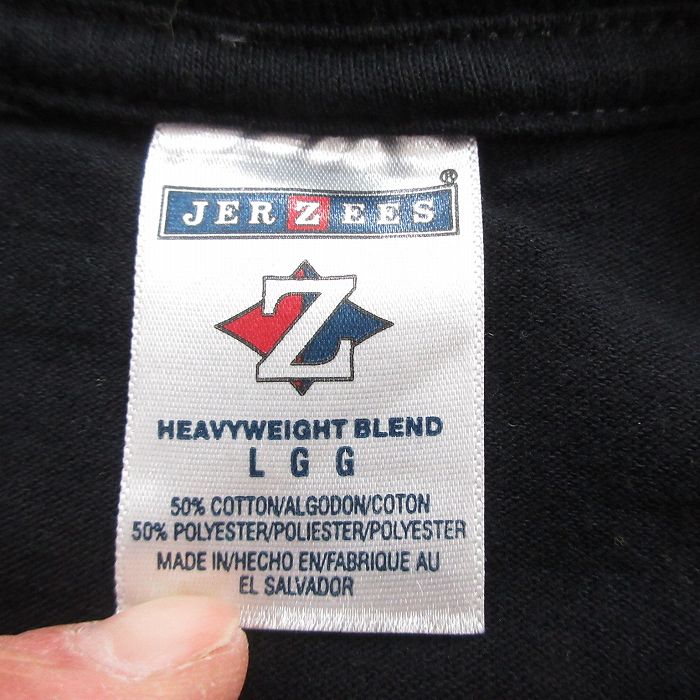 JERZEES®
Z
HEAVYWEIGHT BLEND
L G G
50% COTTON/ALGODON/COTON
50% POLYESTER/POLIESTER/POLYESTER
MADE IN/HECHO EN/FABRIQUE AU
EL SALVADOR